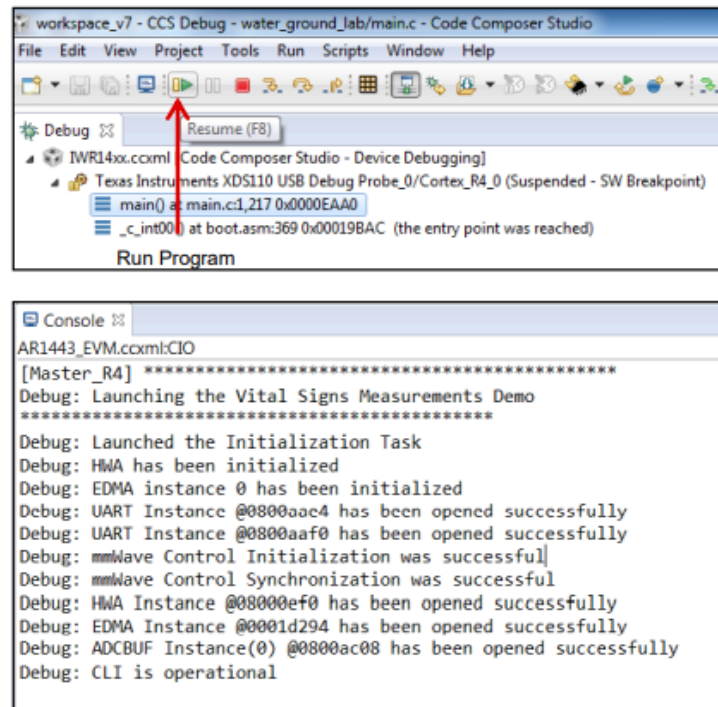 workspace_v7 - CCS Debug - water_ground_lab/main.c - Code Composer Studio
File Edit View Project Tools Run Scripts Window Help
Debug
Resume (F8)
IWR14xx.ccxml [Code Composer Studio - Device Debugging]
Texas Instruments XDS110 USB Debug Probe_0/Cortex_R4_0 (Suspended - SW Breakpoint)
main() at main.c:1,217 0x0000EAA0
_c_int00() at boot.asm:369 0x00019BAC (the entry point was reached)
Run Program
Console
AR1443_EVM.ccxml:CIO
[Master_R4] *********************************************
Debug: Launching the Vital Signs Measurements Demo
*********************************************
Debug: Launched the Initialization Task
Debug: HWA has been initialized
Debug: EDMA instance 0 has been initialized
Debug: UART Instance @0800aae4 has been opened successfully
Debug: UART Instance @0800aaf0 has been opened successfully
Debug: mmWave Control Initialization was successful
Debug: mmWave Control Synchronization was successful
Debug: HWA Instance @08000ef0 has been opened successfully
Debug: EDMA Instance @0001d294 has been opened successfully
Debug: ADCBUF Instance(0) @0800ac08 has been opened successfully
Debug: CLI is operational